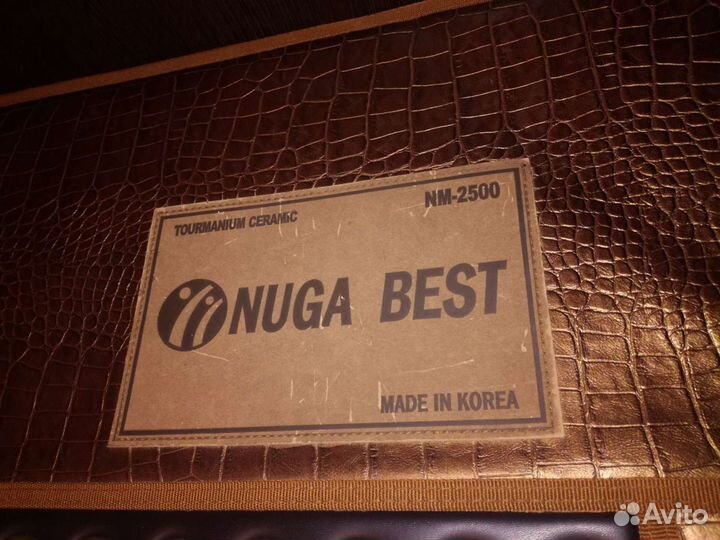 TOURMANIUM CERAMiC
NM-2500
NUGA BEST
MADE IN KOREA
Avito